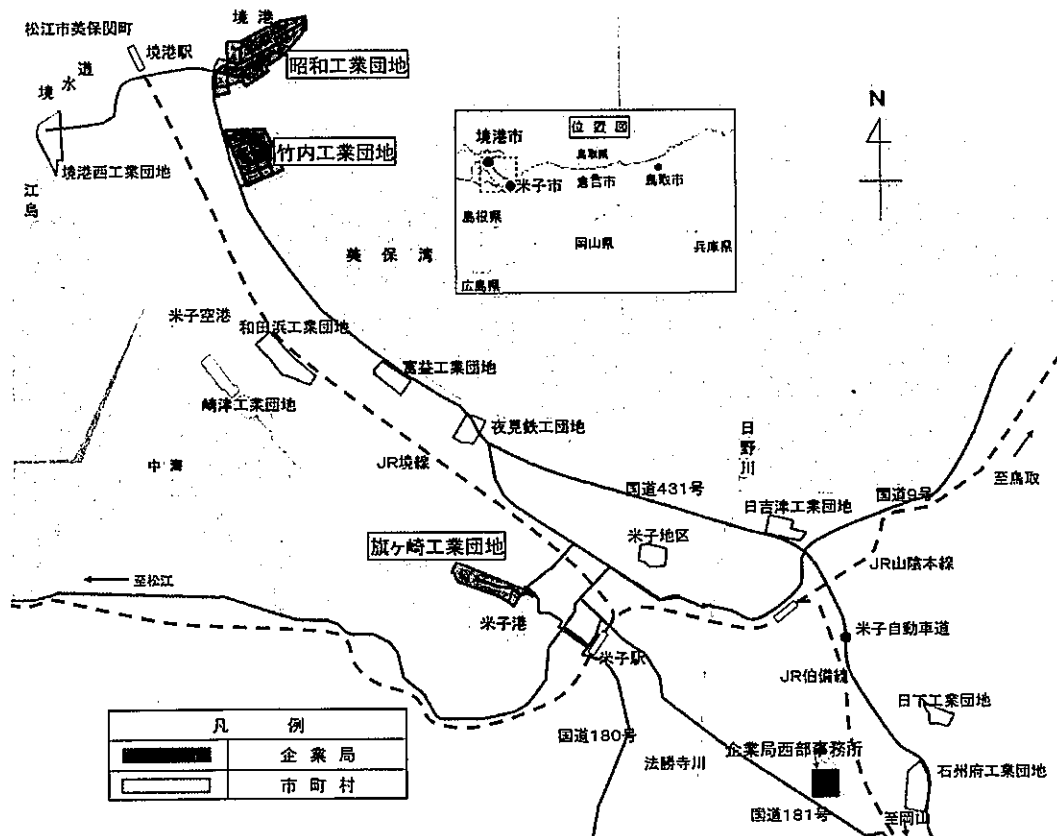 松江市美保関町
境港駅
境港
昭和工業団地
境水道
竹内工業団地
境港西工業団地
江島
N
位置図
境港市
鳥取県
米子市
倉吉市
鳥取市
島根県
岡山県
兵庫県
広島県
美保湾
米子空港
和田浜工業団地
富益工業団地
崎津工業団地
夜見鉄工団地
中海
JR境線
日野川
国道431号
日吉津工業団地
国道9号
至鳥取
旗ヶ崎工業団地
米子地区
JR山陰本線
至松江
米子港
米子駅
米子自動車道
JR伯備線
日下工業団地
凡例
企業局
市町村
国道180号
法勝寺川
企業局西部事務所
石州府工業団地
国道181号
至岡山